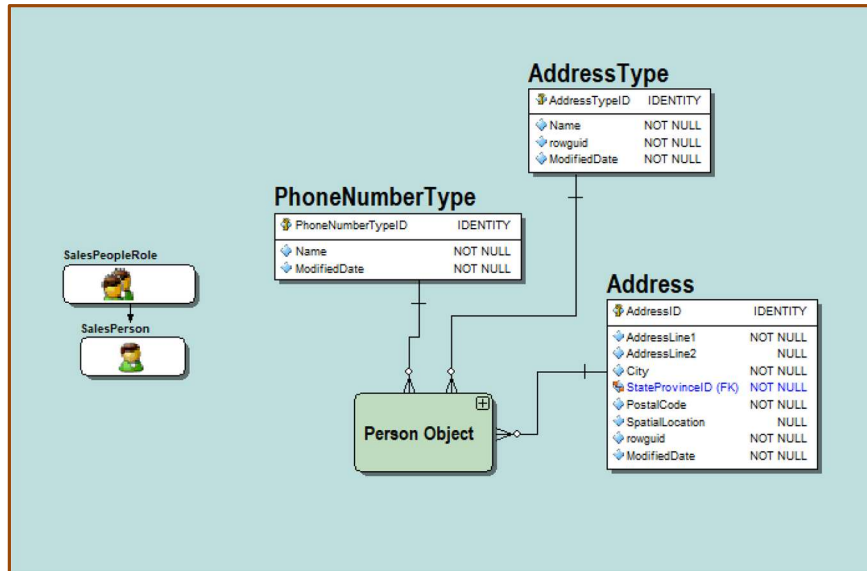 AddressType
AddressTypeID IDENTITY
Name NOT NULL
rowguid NOT NULL
ModifiedDate NOT NULL
PhoneNumberType
PhoneNumberTypeID IDENTITY
Name NOT NULL
ModifiedDate NOT NULL
SalesPeopleRole
SalesPerson
Address
AddressID IDENTITY
AddressLine1 NOT NULL
AddressLine2 NULL
City NOT NULL
StateProvinceID (FK) NOT NULL
PostalCode NOT NULL
SpatialLocation NULL
rowguid NOT NULL
ModifiedDate NOT NULL
Person Object